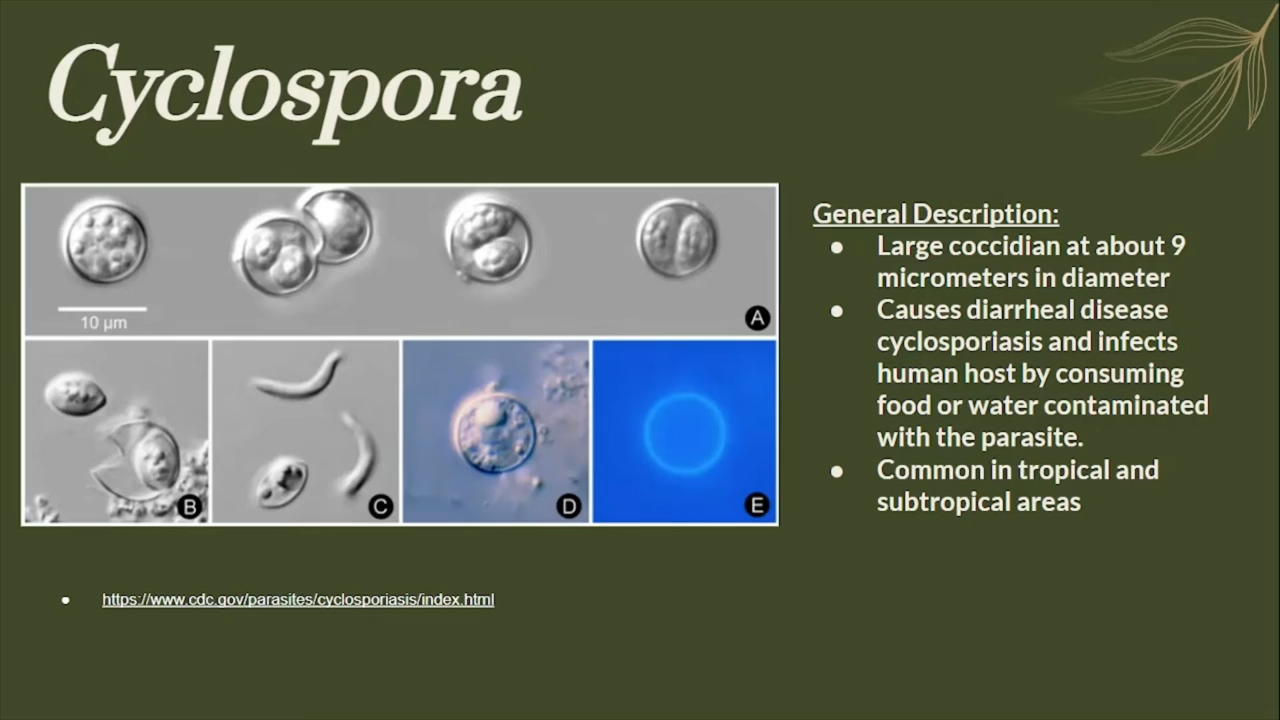 Cyclospora
10 µm
A
B
C
D
E
General Description:
● Large coccidian at about 9
micrometers in diameter
● Causes diarrheal disease
cyclosporiasis and infects
human host by consuming
food or water contaminated
with the parasite.
● Common in tropical and
subtropical areas
● https://www.cdc.gov/parasites/cyclosporiasis/index.html